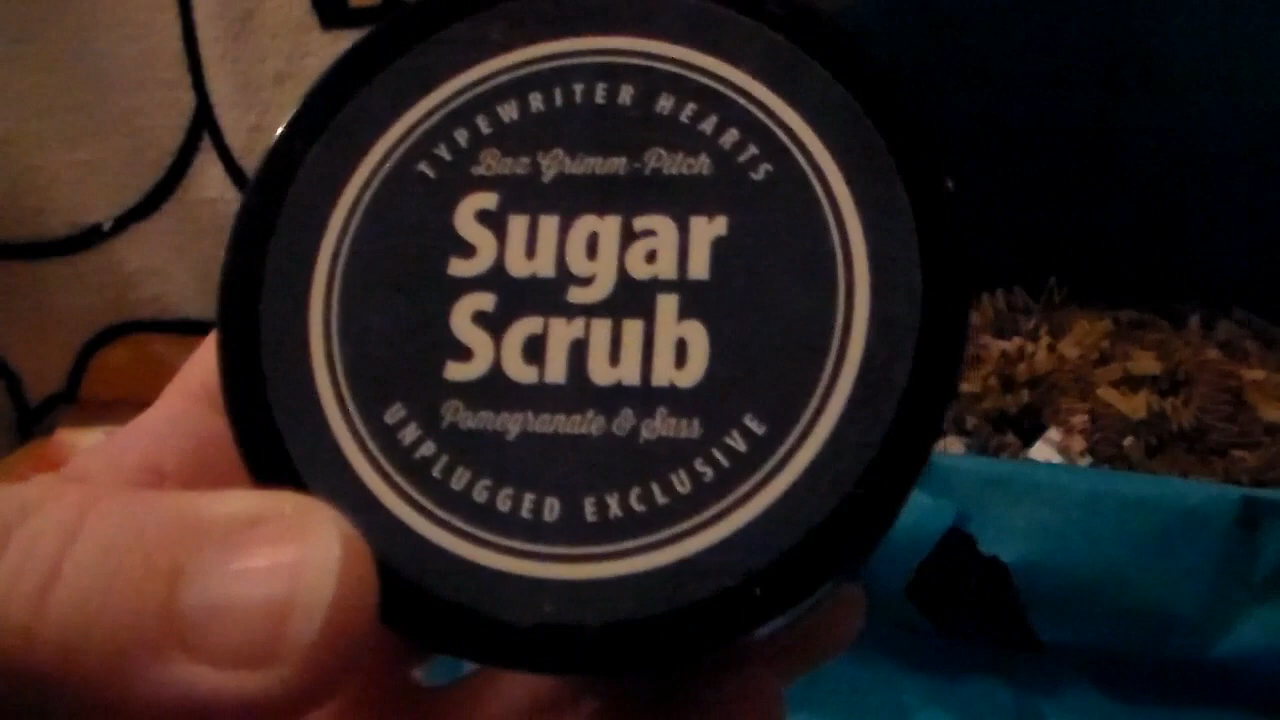 TYPEWRITER HEARTS
Baz Grimm-Pitch
Sugar
Scrub
Pomegranate & Sass
UNPLUGGED EXCLUSIVE